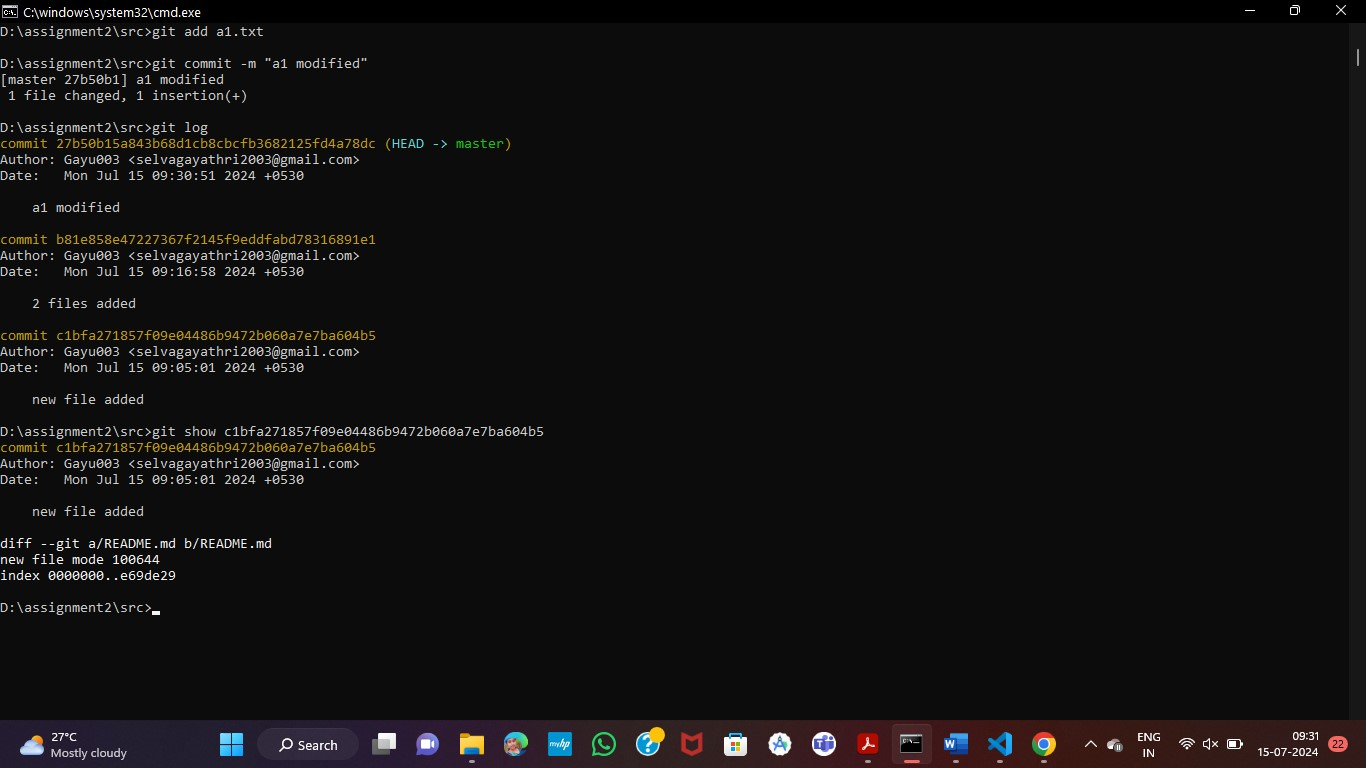 C:\windows\system32\cmd.exe
D:\assignment2\src>git add a1.txt
D:\assignment2\src>git commit -m "a1 modified"
[master 27b50b1] a1 modified
1 file changed, 1 insertion(+)
D:\assignment2\src>git log
commit 27b50b15a843b68d1cb8cbcfb3682125fd4a78dc (HEAD -> master)
Author: Gayu003 <selvagayathri2003@gmail.com>
Date:   Mon Jul 15 09:30:51 2024 +0530
a1 modified
commit b81e858e47227367f2145f9eddfabd78316891e1
Author: Gayu003 <selvagayathri2003@gmail.com>
Date:   Mon Jul 15 09:16:58 2024 +0530
2 files added
commit c1bfa271857f09e04486b9472b060a7e7ba604b5
Author: Gayu003 <selvagayathri2003@gmail.com>
Date:   Mon Jul 15 09:05:01 2024 +0530
new file added
D:\assignment2\src>git show c1bfa271857f09e04486b9472b060a7e7ba604b5
commit c1bfa271857f09e04486b9472b060a7e7ba604b5
Author: Gayu003 <selvagayathri2003@gmail.com>
Date:   Mon Jul 15 09:05:01 2024 +0530
new file added
diff --git a/README.md b/README.md
new file mode 100644
index 0000000..e69de29
D:\assignment2\src>
27°C
Mostly cloudy
Search
myhp
ENG
IN
09:31
15-07-2024
22